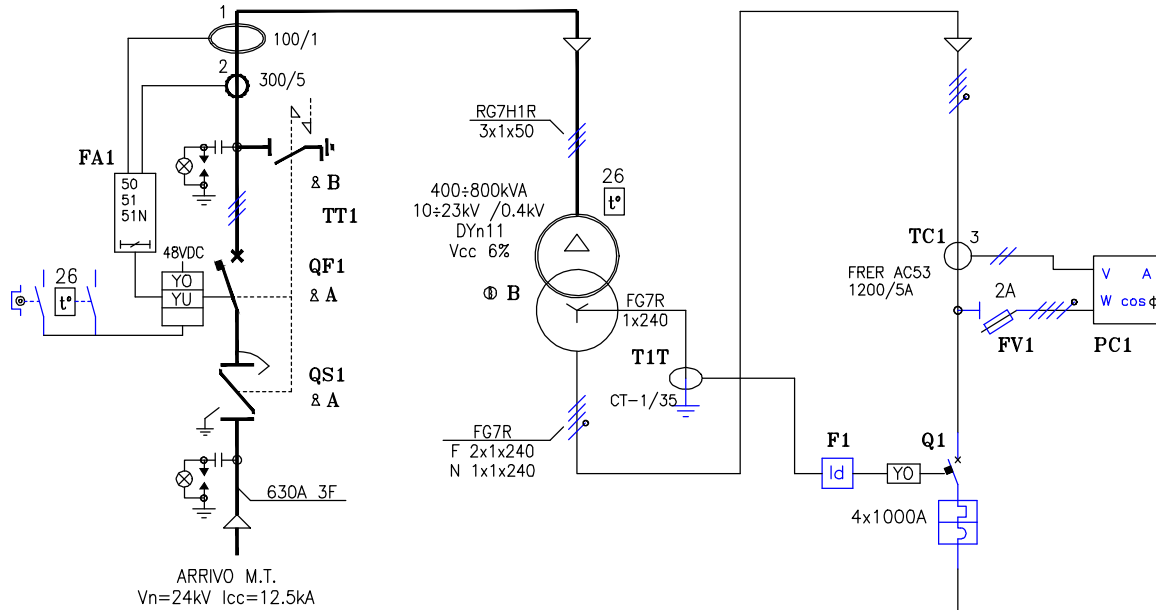 1
100/1
2
300/5
FA1
50
51
51N
& B
TT1
48VDC
YO
YU
QF1
& A
26
t°
QS1
& A
630A 3F
ARRIVO M.T.
Vn=24kV Icc=12.5kA
RG7H1R
3x1x50
400÷800kVA
10÷23kV /0.4kV
DYn11
Vcc 6%
26
t°
B
FG7R
1x240
T1T
CT-1/35
FG7R
F 2x1x240
N 1x1x240
TC1
3
FRER AC53
1200/5A
V A
W cosϕ
2A
FV1
PC1
F1
Id
YO
Q1
4x1000A